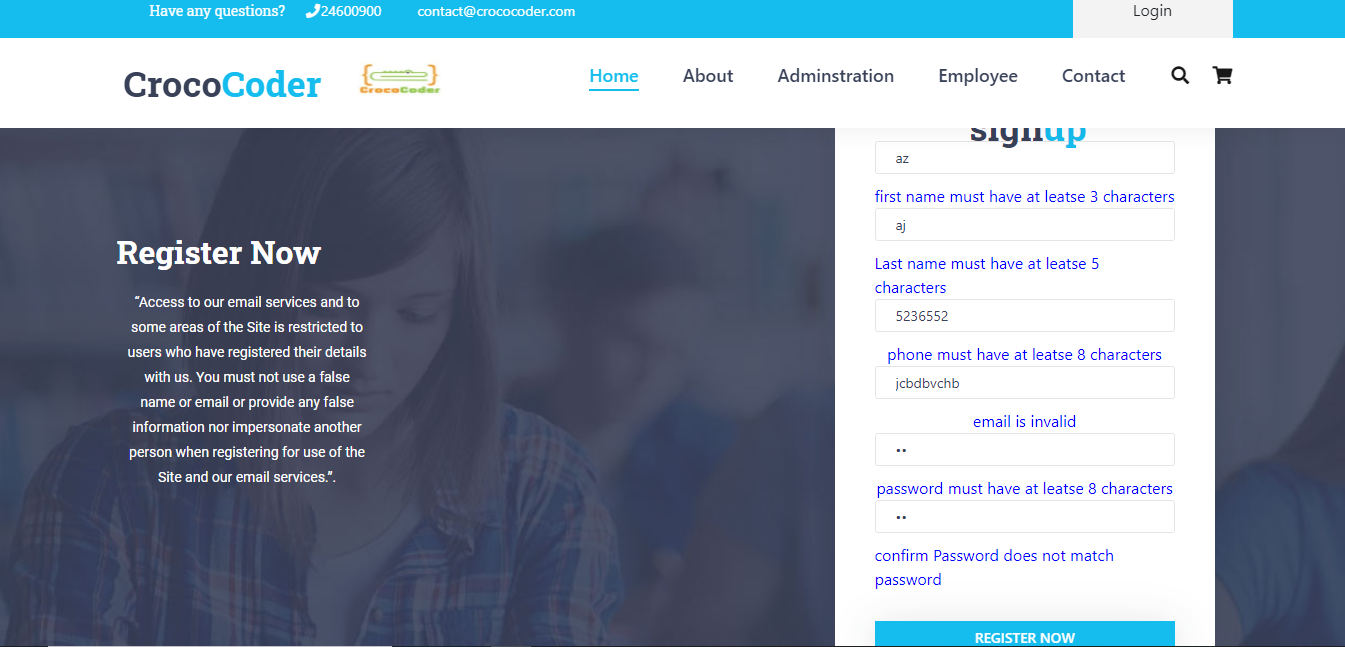 Have any questions? 24600900 contact@crococoder.com Login
CrocoCoder CrocoCoder Home About Adminstration Employee Contact
signup
az
first name must have at leatse 3 characters
aj
Last name must have at leatse 5
characters
5236552
phone must have at leatse 8 characters
jcbdbvchb
email is invalid
••
password must have at leatse 8 characters
••
confirm Password does not match
password
REGISTER NOW
Register Now
“Access to our email services and to
some areas of the Site is restricted to
users who have registered their details
with us. You must not use a false
name or email or provide any false
information nor impersonate another
person when registering for use of the
Site and our email services.”.